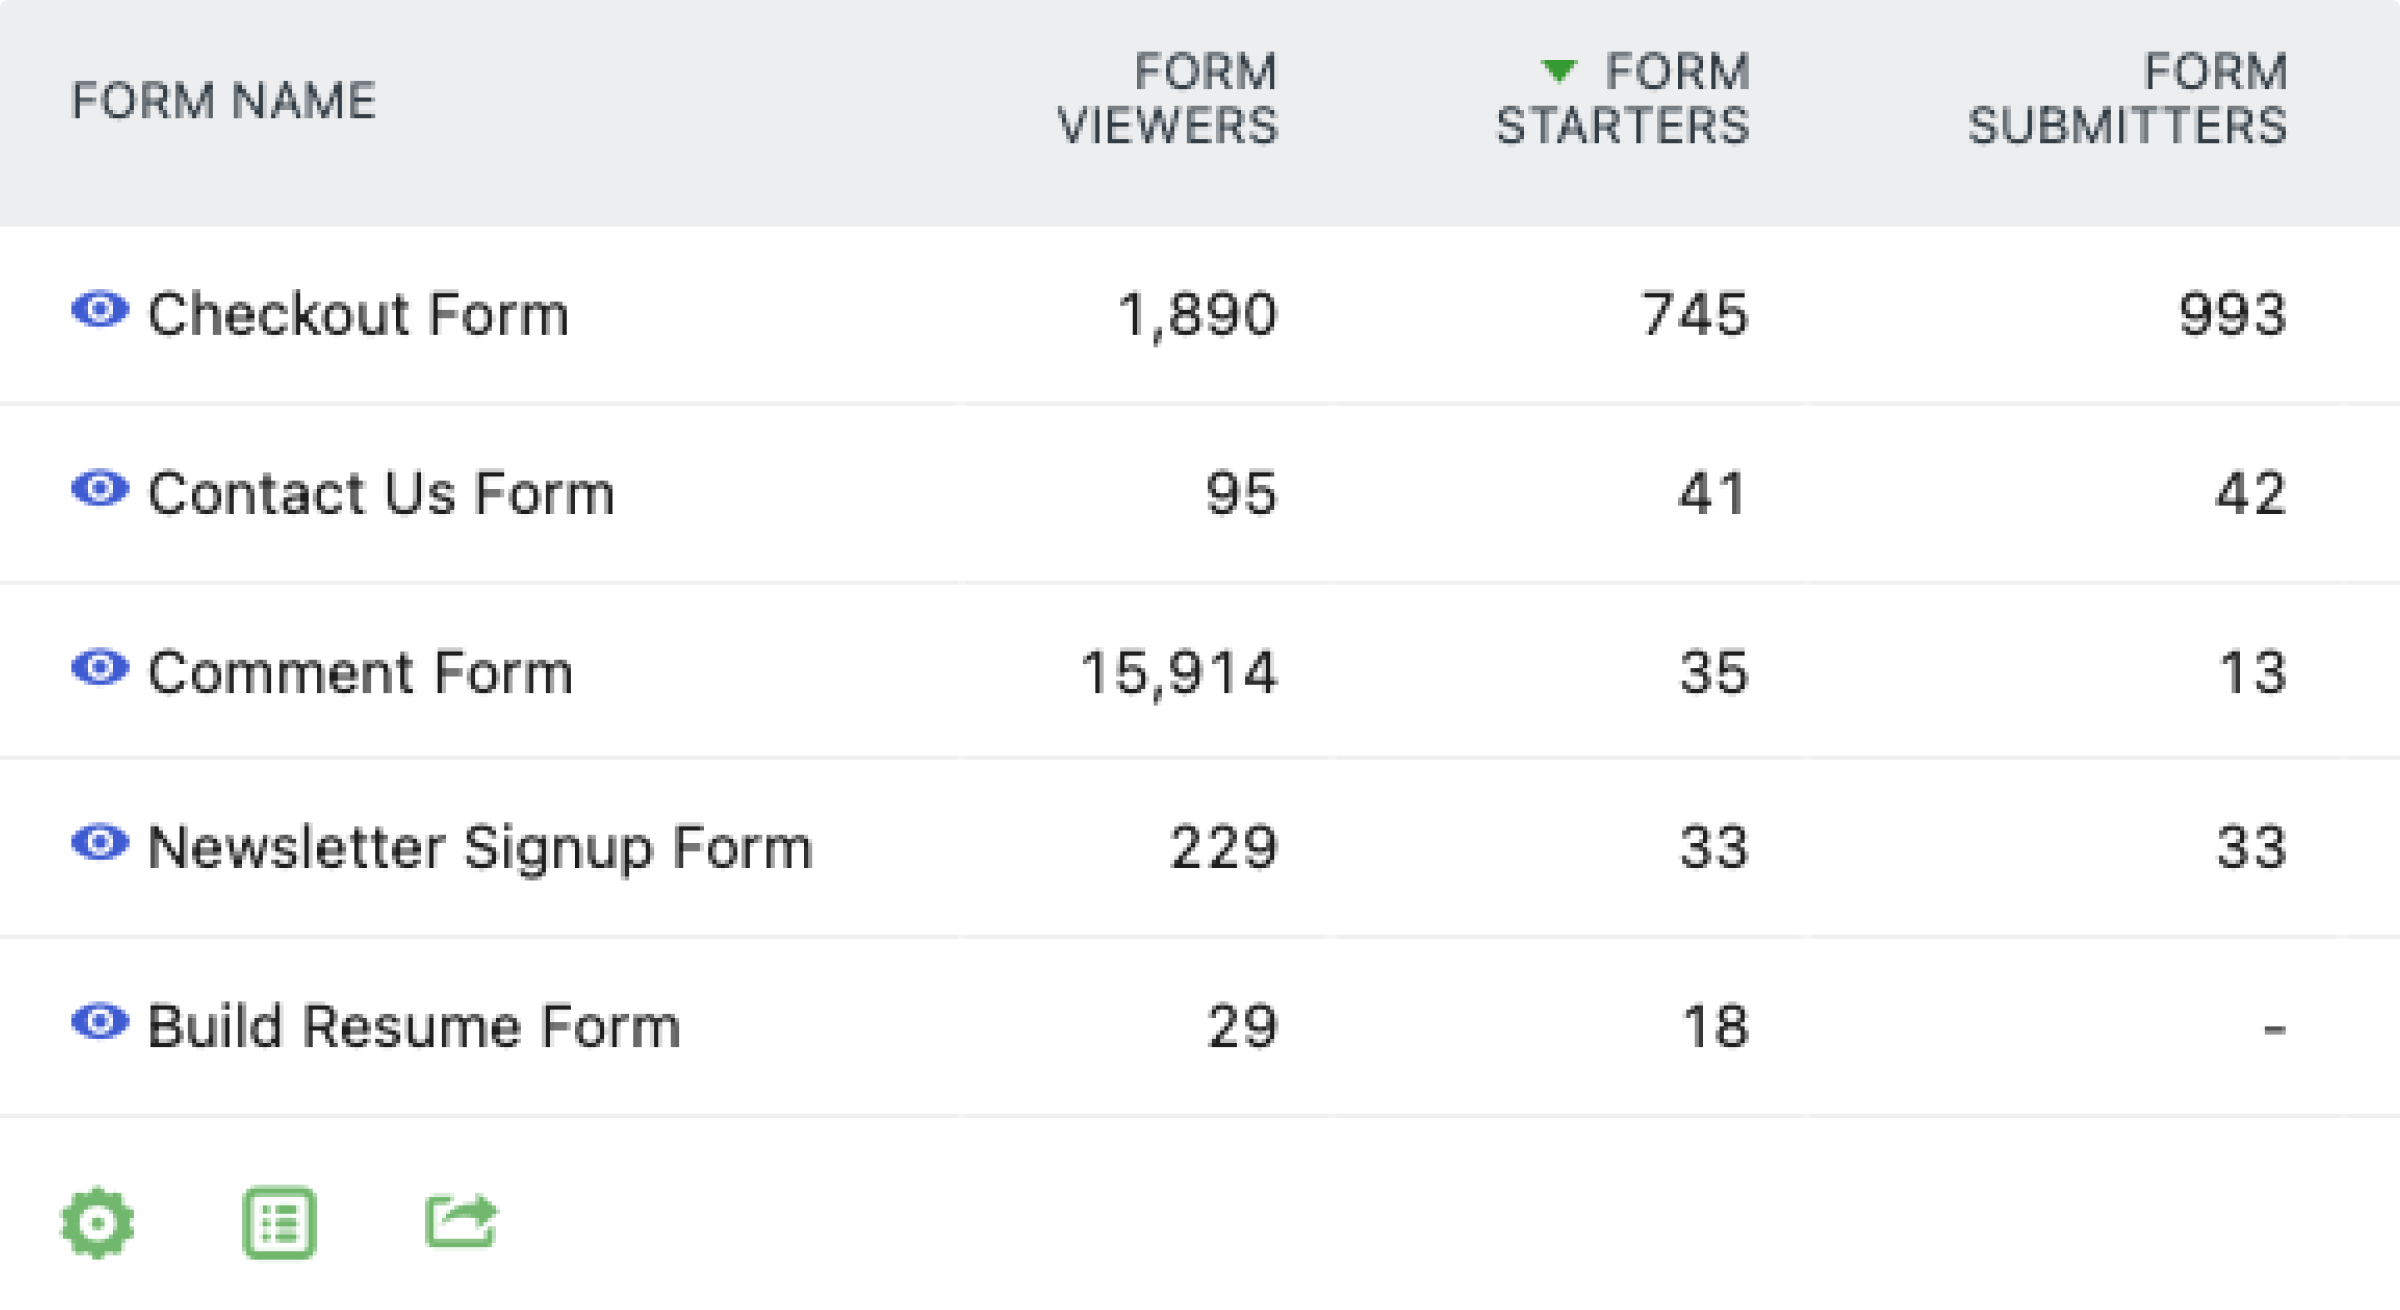 FORM NAME
FORM VIEWERS
FORM STARTERS
FORM SUBMITTERS
Checkout Form 1,890 745 993
Contact Us Form 95 41 42
Comment Form 15,914 35 13
Newsletter Signup Form 229 33 33
Build Resume Form 29 18 -